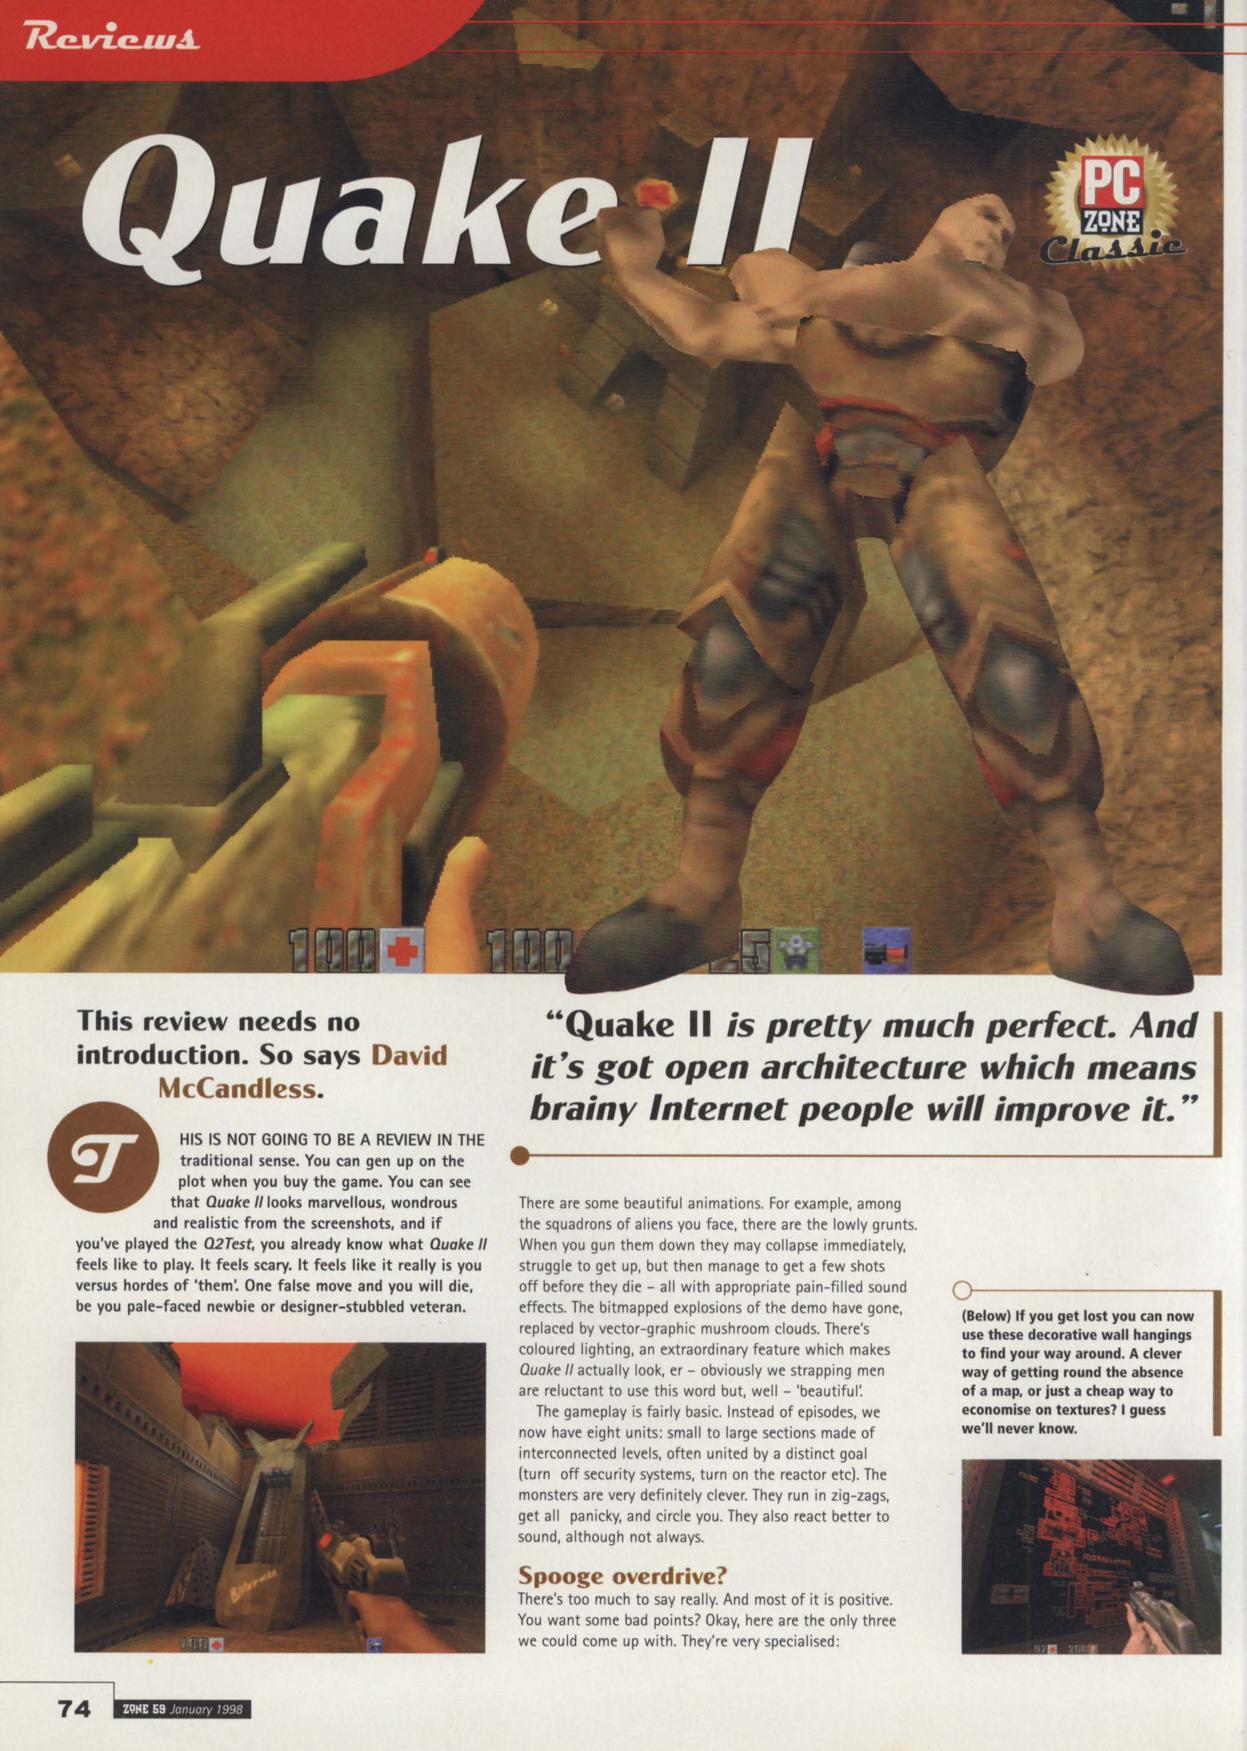 Reviews
Quake II
PC
ZONE
Classic
100 100 25
This review needs no
introduction. So says David
McCandless.
THIS IS NOT GOING TO BE A REVIEW IN THE
traditional sense. You can gen up on the
plot when you buy the game. You can see
that Quake II looks marvellous, wondrous
and realistic from the screenshots, and if
you've played the Q2Test, you already know what Quake II
feels like to play. It feels scary. It feels like it really is you
versus hordes of 'them'. One false move and you will die,
be you pale-faced newbie or designer-stubbled veteran.
"Quake II is pretty much perfect. And
it's got open architecture which means
brainy Internet people will improve it."
There are some beautiful animations. For example, among
the squadrons of aliens you face, there are the lowly grunts.
When you gun them down they may collapse immediately,
struggle to get up, but then manage to get a few shots
off before they die – all with appropriate pain-filled sound
effects. The bitmapped explosions of the demo have gone,
replaced by vector-graphic mushroom clouds. There's
coloured lighting, an extraordinary feature which makes
Quake II actually look, er – obviously we strapping men
are reluctant to use this word but, well – 'beautiful'.
The gameplay is fairly basic. Instead of episodes, we
now have eight units: small to large sections made of
interconnected levels, often united by a distinct goal
(turn off security systems, turn on the reactor etc). The
monsters are very definitely clever. They run in zig-zags,
get all panicky, and circle you. They also react better to
sound, although not always.
Spooge overdrive?
There's too much to say really. And most of it is positive.
You want some bad points? Okay, here are the only three
we could come up with. They're very specialised:
(Below) If you get lost you can now
use these decorative wall hangings
to find your way around. A clever
way of getting round the absence
of a map, or just a cheap way to
economise on textures? I guess
we'll never know.
74
ZONE 59 January 1998